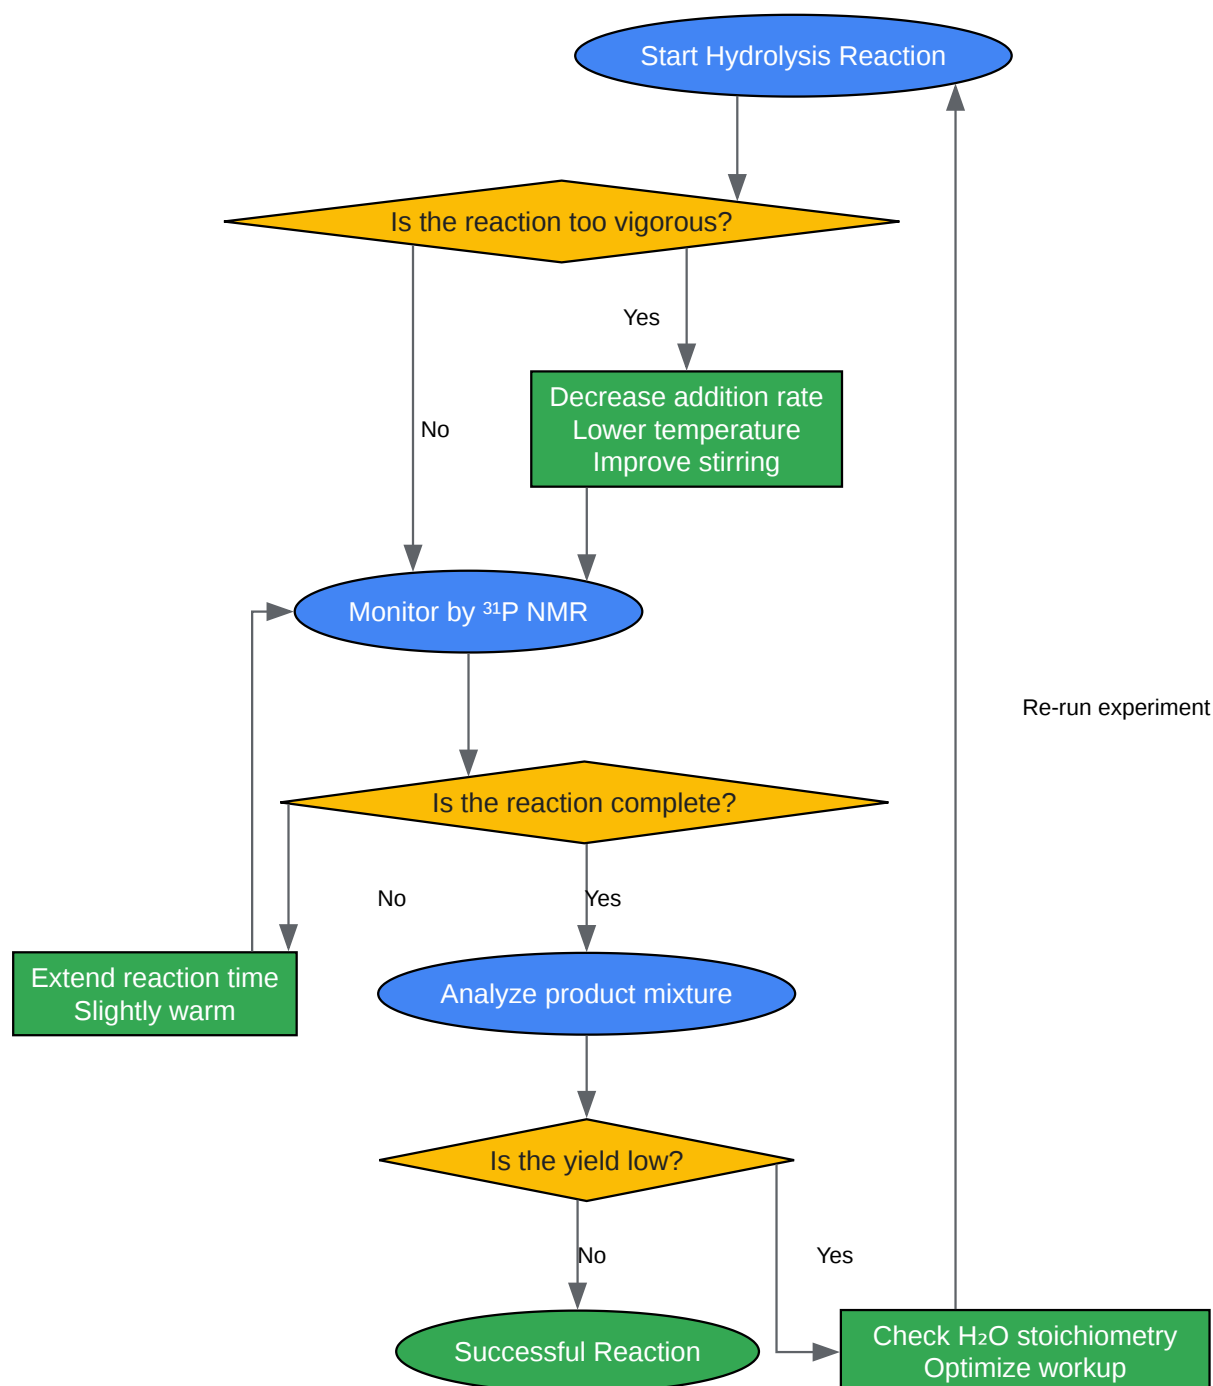 Start Hydrolysis Reaction
Is the reaction too vigorous?
Yes
Decrease addition rate
Lower temperature
Improve stirring
No
Monitor by ³¹P NMR
Re-run experiment
Is the reaction complete?
No
Yes
Extend reaction time
Slightly warm
Analyze product mixture
Is the yield low?
No
Yes
Successful Reaction
Check H₂O stoichiometry
Optimize workup